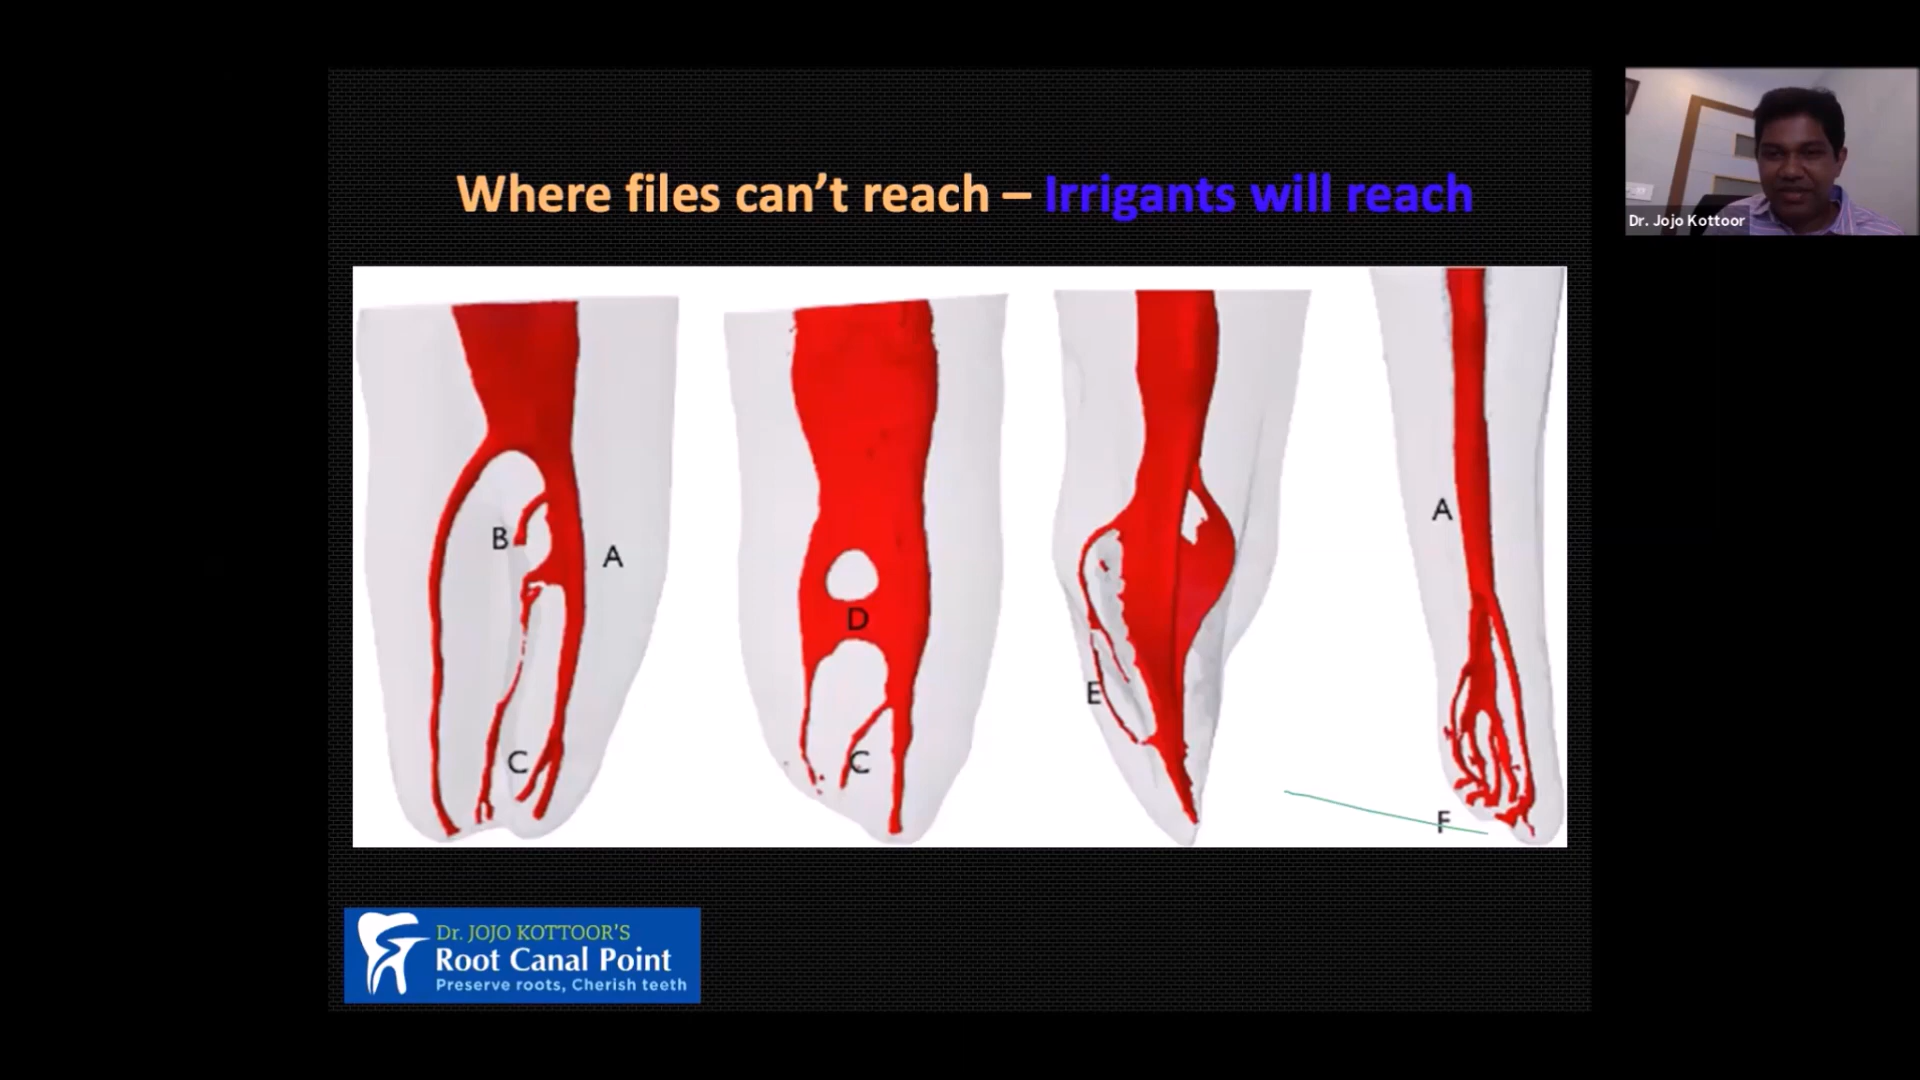 Where files can't reach – Irrigants will reach
Dr. Jojo Kottoor
B
A
C
D
C
E
A
F
Dr. JOJO KOTTOOR'S
Root Canal Point
Preserve roots, Cherish teeth